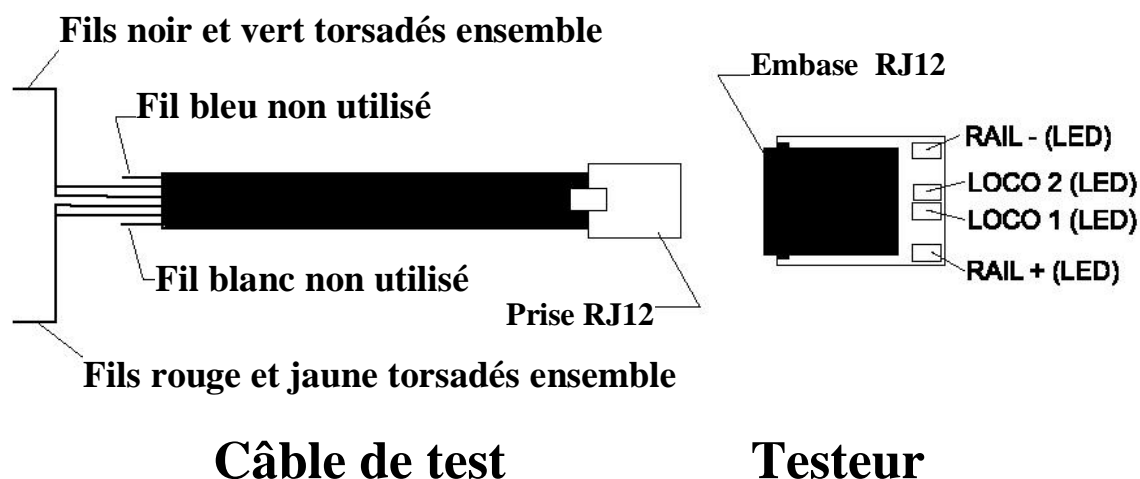 Fils noir et vert torsadés ensemble
Embase RJ12
Fil bleu non utilisé
RAIL - (LED)
LOCO 2 (LED)
LOCO 1 (LED)
RAIL + (LED)
Fil blanc non utilisé
Prise RJ12
Fils rouge et jaune torsadés ensemble
Câble de test
Testeur